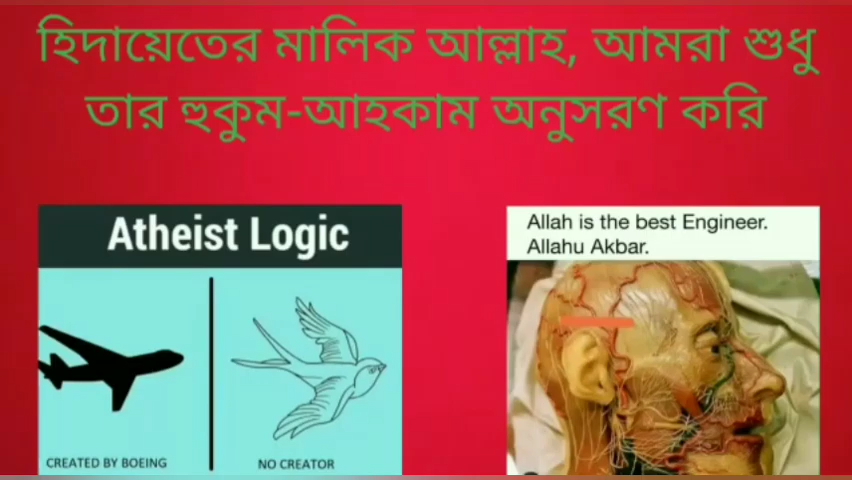 হিদায়েতের মালিক আল্লাহ, আমরা শুধু
তার হুকুম-আহকাম অনুসরণ করি
Atheist Logic
CREATED BY BOEING
NO CREATOR
Allah is the best Engineer.
Allahu Akbar.